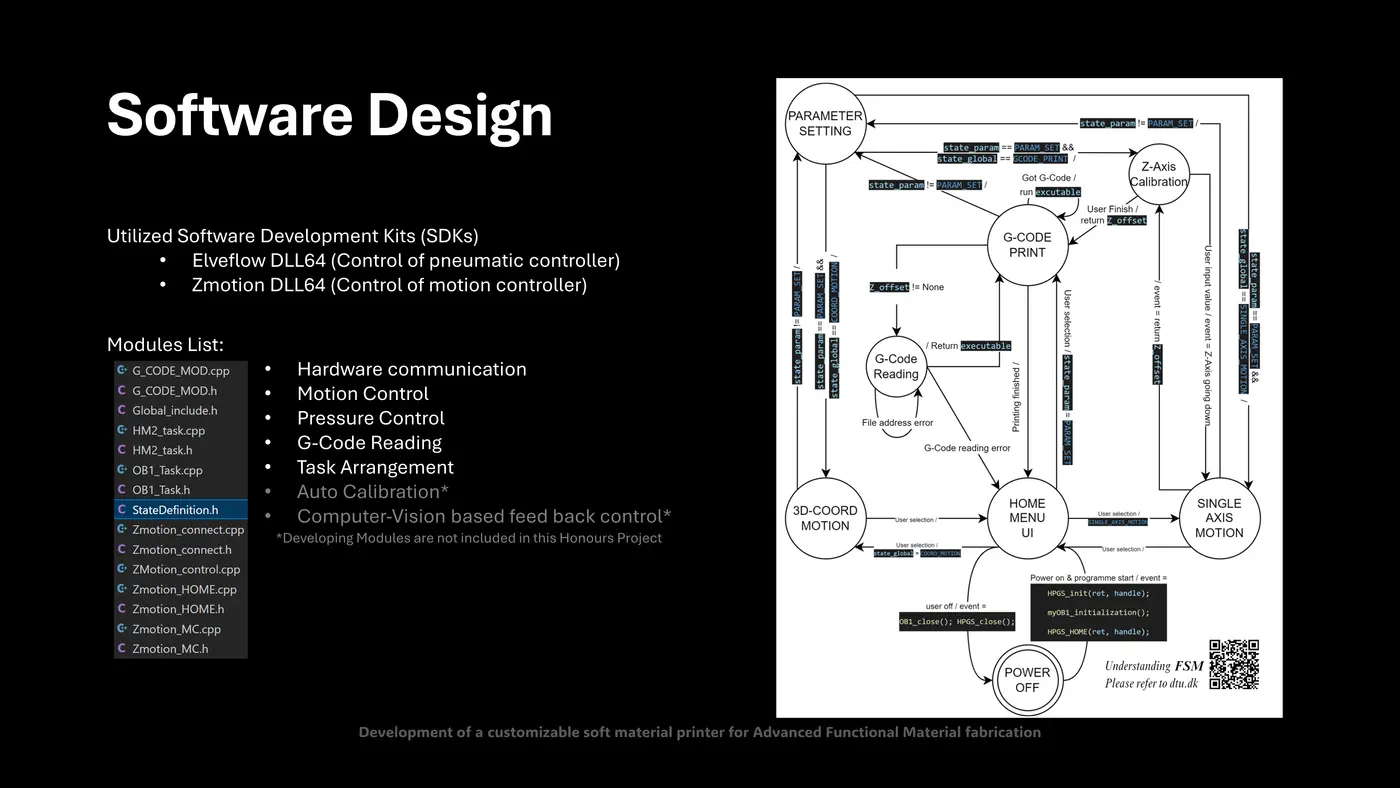 Software Design
Utilized Software Development Kits (SDKs)
• Elveflow DLL64 (Control of pneumatic controller)
• Zmotion DLL64 (Control of motion controller)
Modules List:
G_CODE_MOD.cpp
G_CODE_MOD.h
Global_include.h
HM2_task.cpp
HM2_task.h
OB1_Task.cpp
OB1_Task.h
StateDefinition.h
Zmotion_connect.cpp
Zmotion_connect.h
ZMotion_control.cpp
Zmotion_HOME.cpp
Zmotion_HOME.h
Zmotion_MC.cpp
Zmotion_MC.h
• Hardware communication
• Motion Control
• Pressure Control
• G-Code Reading
• Task Arrangement
• Auto Calibration*
• Computer-Vision based feed back control*
*Developing Modules are not included in this Honours Project
PARAMETER
SETTING
state_param != PARAM_SET /
state_param == PARAM_SET &&
state_global == GCODE_PRINT /
Z-Axis
Calibration
state_param != PARAM_SET /
Got G-Code /
run excutable
User Finish /
return Z_offset
G-CODE
PRINT
Z_offset != None
/ Return executable
G-Code
Reading
File address error
G-Code reading error
state_param != PARAM_SET /
state_param == PARAM_SET &&
state_global == COORD_MOTION /
Printing finished /
User selection / state_param = PARAM_SET
/ event = return Z_offset
User input value / event = Z-Axis going down
state_param == PARAM_SET &&
state_global == SINGLE_AXIS_MOTION /
3D-COORD
MOTION
User selection /
User selection /
state_global = COORD_MOTION
HOME
MENU
UI
User selection /
SINGLE_AXIS_MOTION
User selection /
SINGLE
AXIS
MOTION
Power on & programme start / event =
HPGS_init(ret, handle);
myOB1_initialization();
HPGS_HOME(ret, handle);
user off / event =
OB1_close(); HPGS_close();
POWER
OFF
Understanding FSM
Please refer to dtu.dk
Development of a customizable soft material printer for Advanced Functional Material fabrication